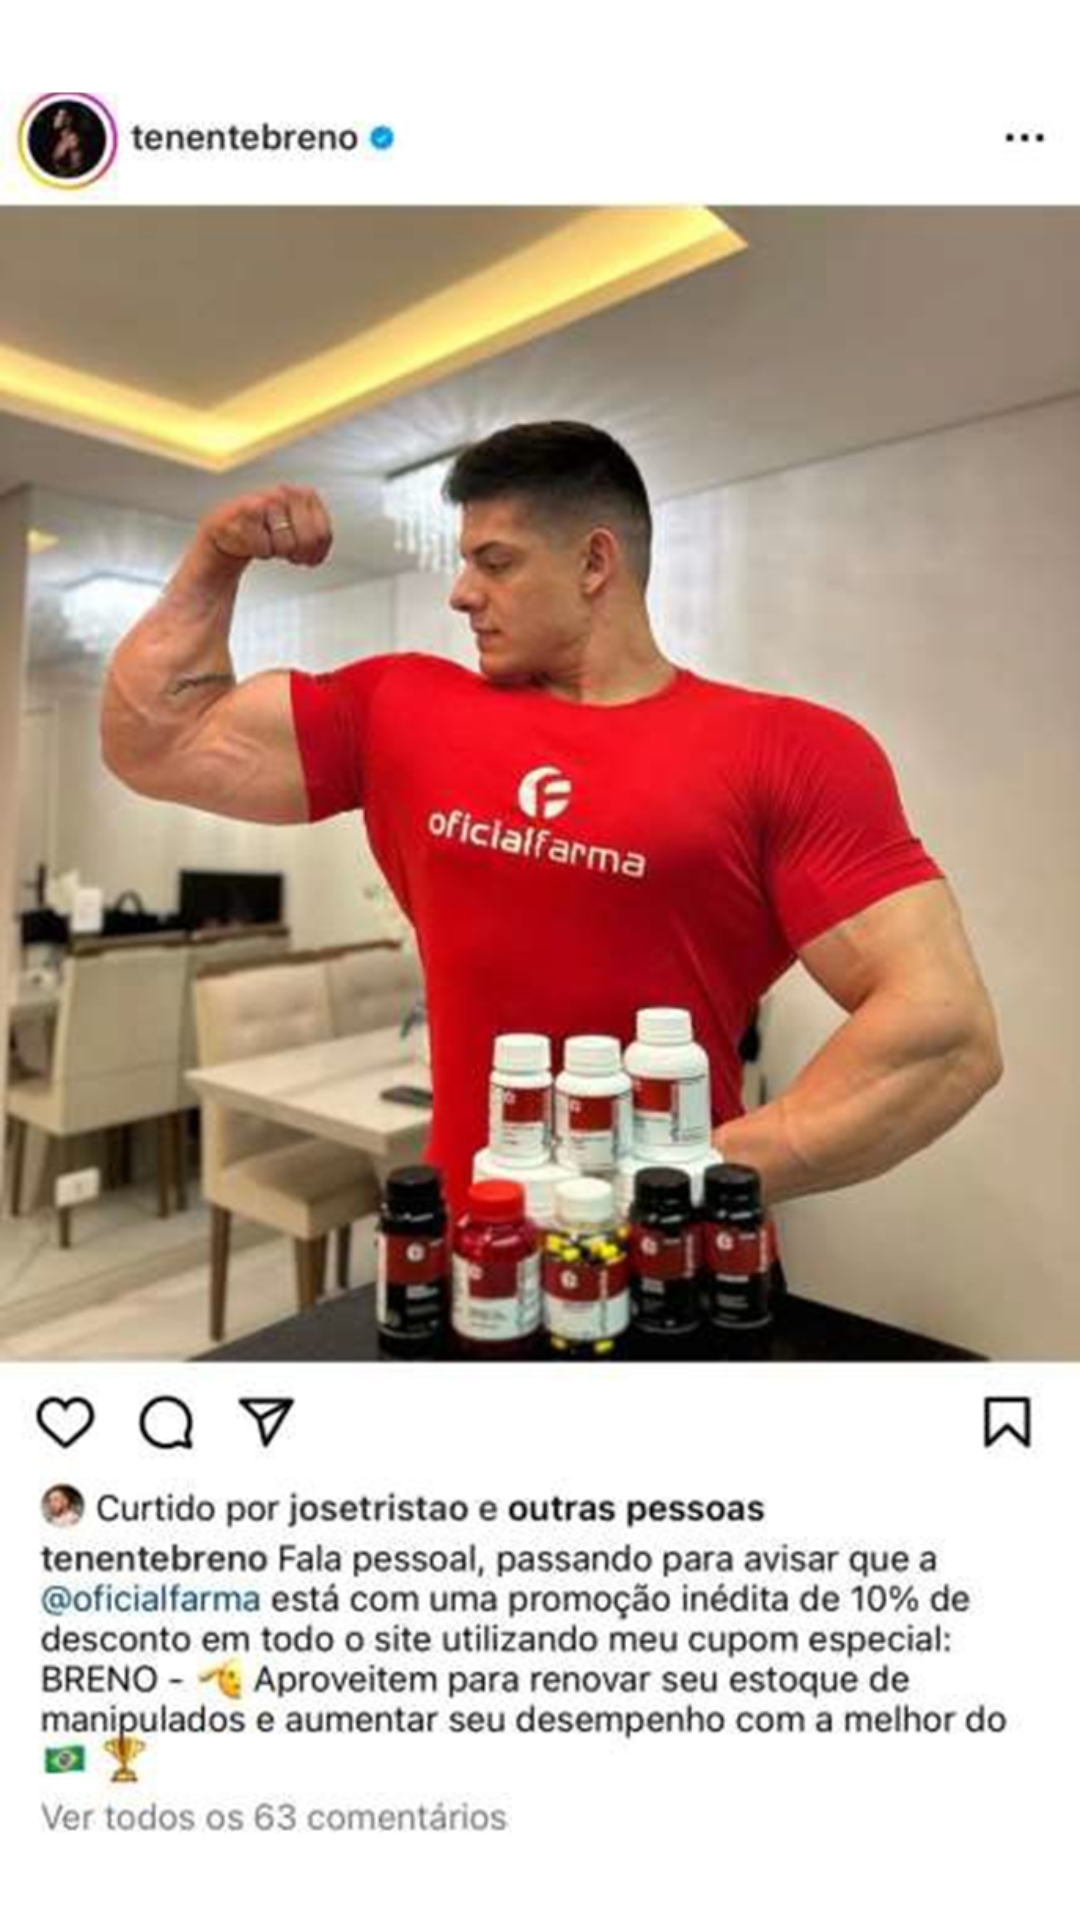 tenentebreno
oficialfarma
Curtido por josetristao e outras pessoas
tenentebreno Fala pessoal, passando para avisar que a
@oficialfarma está com uma promoção inédita de 10% de
desconto em todo o site utilizando meu cupom especial:
BRENO - 🫡 Aproveitem para renovar seu estoque de
manipulados e aumentar seu desempenho com a melhor do
🇧🇷 🏆
Ver todos os 63 comentários